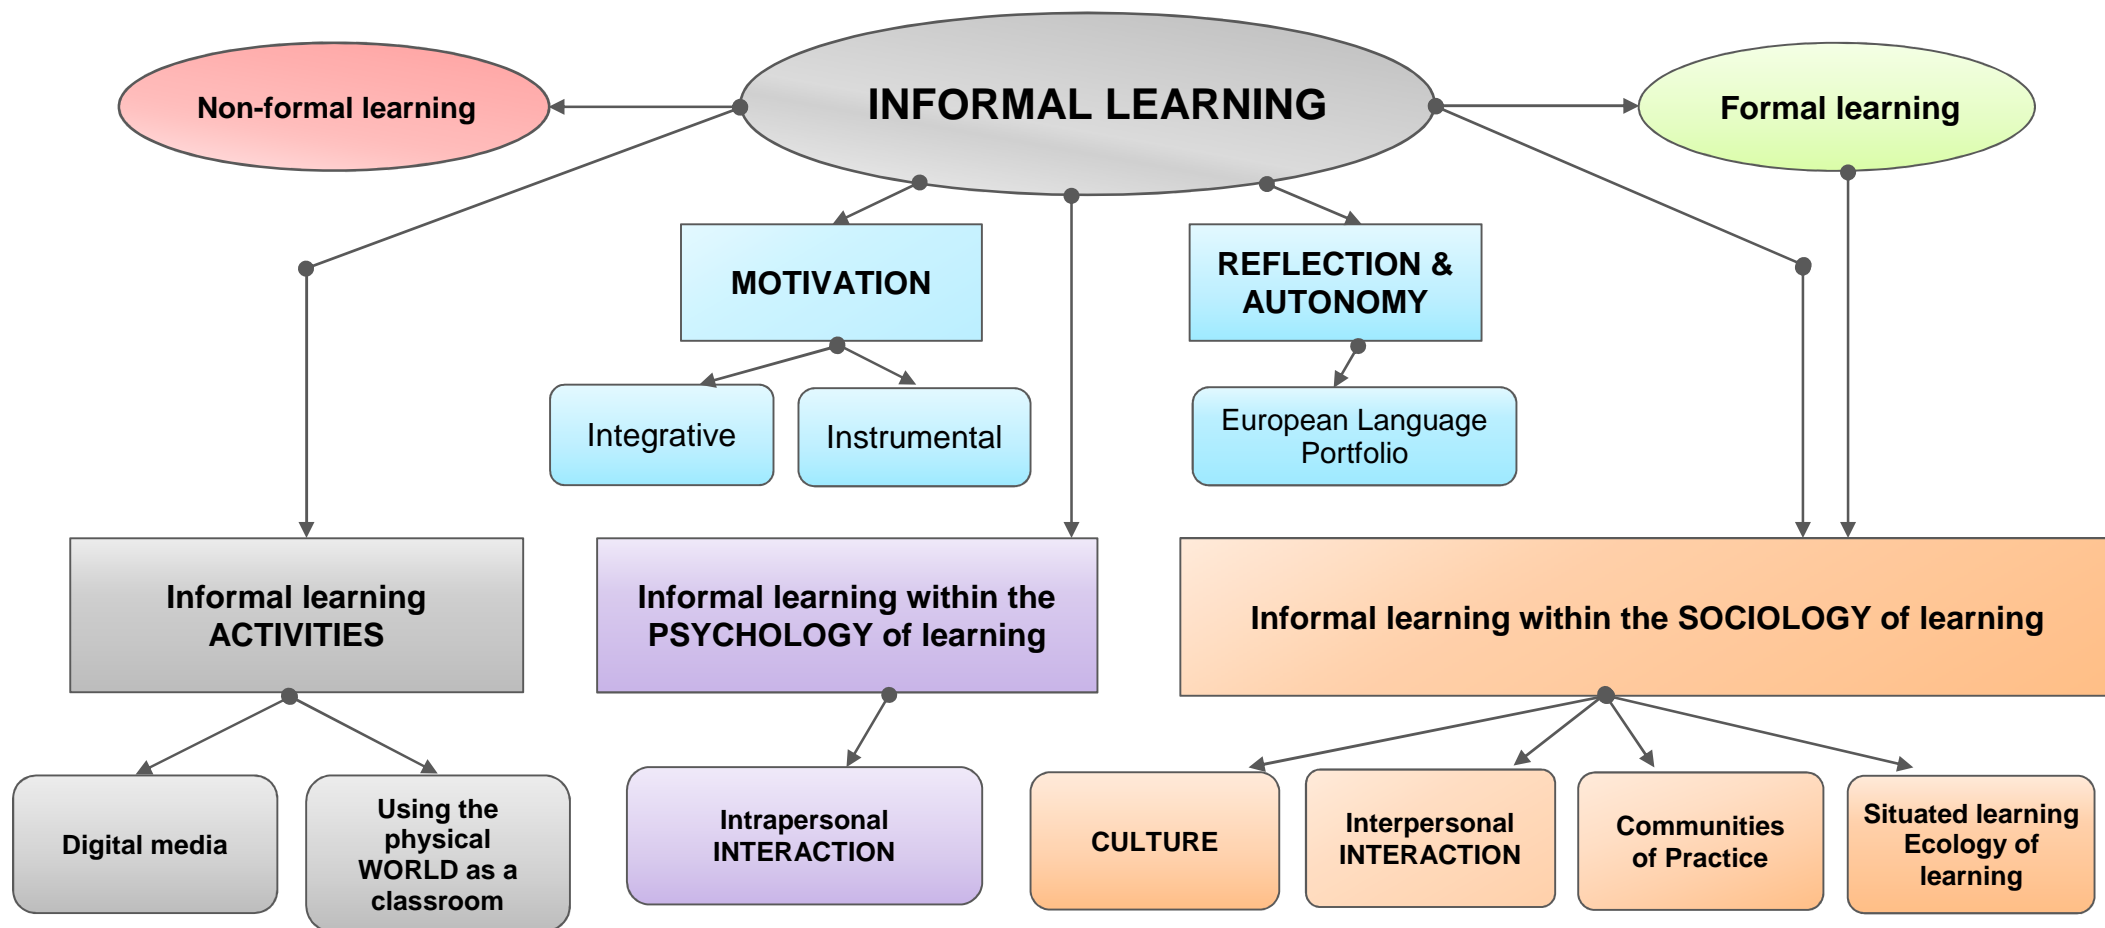 Non-formal learning
INFORMAL LEARNING
Formal learning
MOTIVATION
REFLECTION &
AUTONOMY
Integrative
Instrumental
European Language
Portfolio
Informal learning
ACTIVITIES
Informal learning within the
PSYCHOLOGY of learning
Informal learning within the SOCIOLOGY of learning
Digital media
Using the
physical
WORLD as a
classroom
Intrapersonal
INTERACTION
CULTURE
Interpersonal
INTERACTION
Communities
of Practice
Situated learning
Ecology of
learning